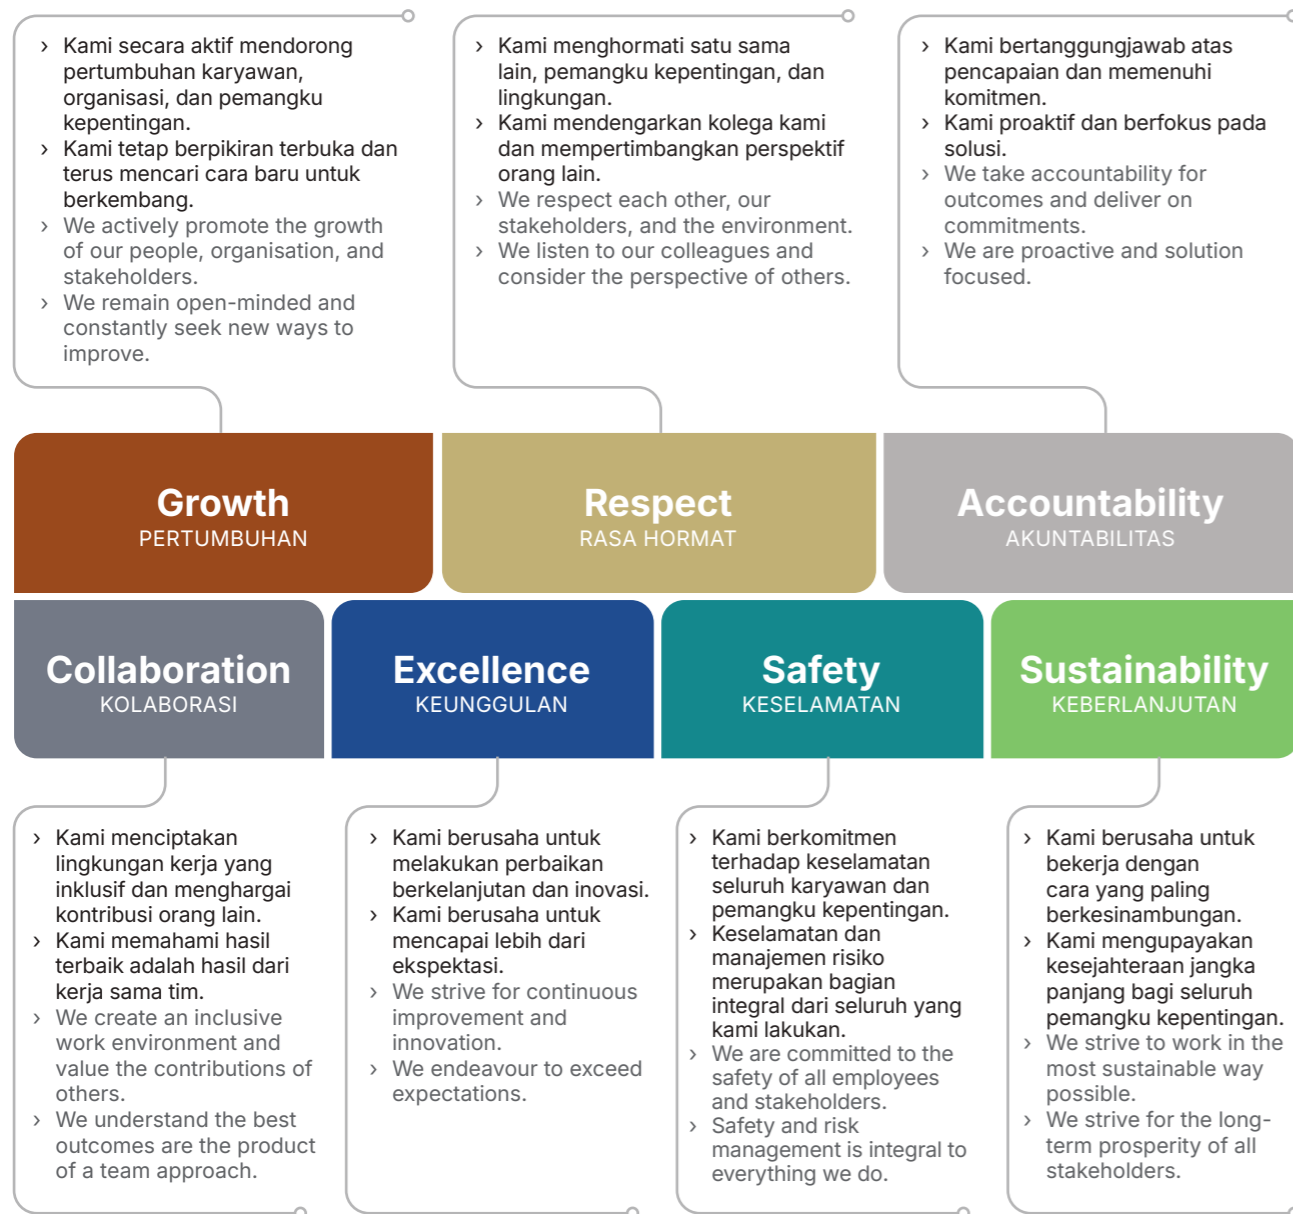 › Kami secara aktif mendorong
pertumbuhan karyawan,
organisasi, dan pemangku
kepentingan.
› Kami tetap berpikiran terbuka dan
terus mencari cara baru untuk
berkembang.
› We actively promote the growth
of our people, organisation, and
stakeholders.
› We remain open-minded and
constantly seek new ways to
improve.
› Kami menghormati satu sama
lain, pemangku kepentingan, dan
lingkungan.
› Kami mendengarkan kolega kami
dan mempertimbangkan perspektif
orang lain.
› We respect each other, our
stakeholders, and the environment.
› We listen to our colleagues and
consider the perspective of others.
› Kami bertanggungjawab atas
pencapaian dan memenuhi
komitmen.
› Kami proaktif dan berfokus pada
solusi.
› We take accountability for
outcomes and deliver on
commitments.
› We are proactive and solution
focused.
Growth
PERTUMBUHAN
Respect
RASA HORMAT
Accountability
AKUNTABILITAS
Collaboration
KOLABORASI
Excellence
KEUNGGULAN
Safety
KESELAMATAN
Sustainability
KEBERLANJUTAN
› Kami menciptakan
lingkungan kerja yang
inklusif dan menghargai
kontribusi orang lain.
› Kami memahami hasil
terbaik adalah hasil dari
kerja sama tim.
› We create an inclusive
work environment and
value the contributions of
others.
› We understand the best
outcomes are the product
of a team approach.
› Kami berusaha untuk
melakukan perbaikan
berkelanjutan dan inovasi.
› Kami berusaha untuk
mencapai lebih dari
ekspektasi.
› We strive for continuous
improvement and
innovation.
› We endeavour to exceed
expectations.
› Kami berkomitmen
terhadap keselamatan
seluruh karyawan dan
pemangku kepentingan.
› Keselamatan dan
manajemen risiko
merupakan bagian
integral dari seluruh yang
kami lakukan.
› We are committed to the
safety of all employees
and stakeholders.
› Safety and risk
management is integral to
everything we do.
› Kami berusaha untuk
bekerja dengan
cara yang paling
berkesinambungan.
› Kami mengupayakan
kesejahteraan jangka
panjang bagi seluruh
pemangku kepentingan.
› We strive to work in the
most sustainable way
possible.
› We strive for the long-
term prosperity of all
stakeholders.